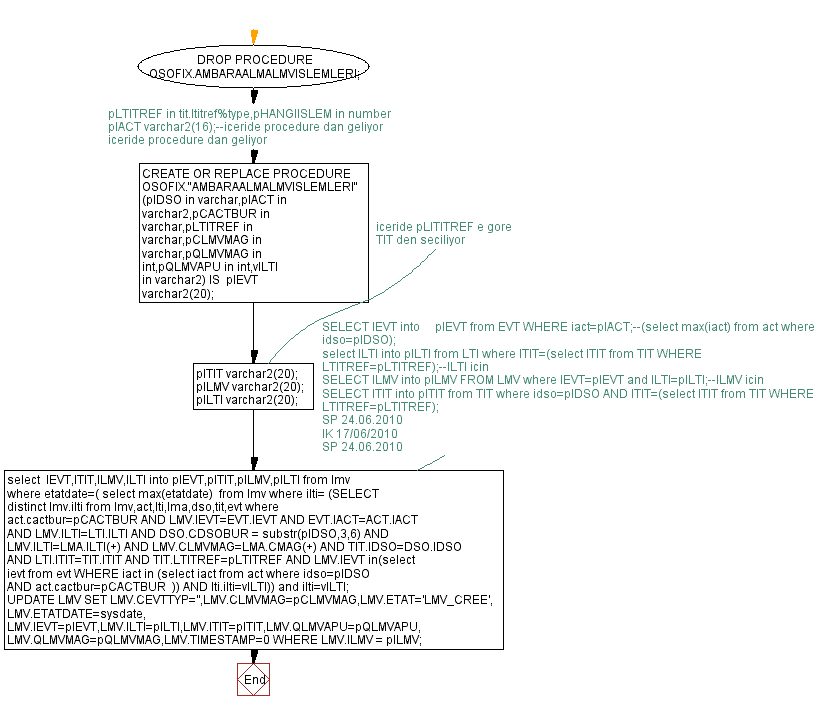 DROP PROCEDURE
OSOFIX.AMBARAALMALMVISLEMLERI;
pLTITREF in tit.ltitref%type,pHANGIISLEM in number
pIACT varchar2(16);--iceride procedure dan geliyor
iceride procedure dan geliyor
CREATE OR REPLACE PROCEDURE
OSOFIX."AMBARAALMALMVISLEMLERI"
(pIDSO in varchar,pIACT in
varchar2,pCACTBUR in
varchar,pLTITREF in
varchar,pCLMVMAG in
varchar,pQLMVMAG in
int,pQLMVAPU in int,vILTI
in varchar2) IS  pIEVT
varchar2(20);
iceride pLITITREF e gore
TIT den seciliyor
SELECT IEVT into     pIEVT from EVT WHERE iact=pIACT;--(select max(iact) from act where
idso=pIDSO);
select ILTI into pILTI from LTI where ITIT=(select ITIT from TIT WHERE
LTITREF=pLTITREF);--ILTI icin
SELECT ILMV into pILMV FROM LMV where IEVT=pIEVT and ILTI=pILTI;--ILMV icin
SELECT ITIT into pITIT from TIT where idso=pIDSO AND ITIT=(select ITIT from TIT WHERE
LTITREF=pLTITREF);
SP 24.06.2010
IK 17/06/2010
SP 24.06.2010
pITIT varchar2(20);
pILMV varchar2(20);
pILTI varchar2(20);
select  IEVT,ITIT,ILMV,ILTI into pIEVT,pITIT,pILMV,pILTI from lmv
where etatdate=( select max(etatdate)  from lmv where ilti= (SELECT
distinct lmv.ilti from lmv,act,lti,lma,dso,tit,evt where
act.cactbur=pCACTBUR AND LMV.IEVT=EVT.IEVT AND EVT.IACT=ACT.IACT
AND LMV.ILTI=LTI.ILTI AND DSO.CDSOBUR = substr(pIDSO,3,6) AND
LMV.ILTI=LMA.ILTI(+) AND LMV.CLMVMAG=LMA.CMAG(+) AND TIT.IDSO=DSO.IDSO
AND LTI.ITIT=TIT.ITIT AND TIT.LTITREF=pLTITREF AND LMV.IEVT in(select
ievt from evt WHERE iact in (select iact from act where idso=pIDSO
AND act.cactbur=pCACTBUR  )) AND lti.ilti=vILTI)) and ilti=vILTI;
UPDATE LMV SET LMV.CEVTTYP='',LMV.CLMVMAG=pCLMVMAG,LMV.ETAT='LMV_CREE',
LMV.ETATDATE=sysdate,
LMV.IEVT=pIEVT,LMV.ILTI=pILTI,LMV.ITIT=pITIT,LMV.QLMVAPU=pQLMVAPU,
LMV.QLMVMAG=pQLMVMAG,LMV.TIMESTAMP=0 WHERE LMV.ILMV = pILMV;
End